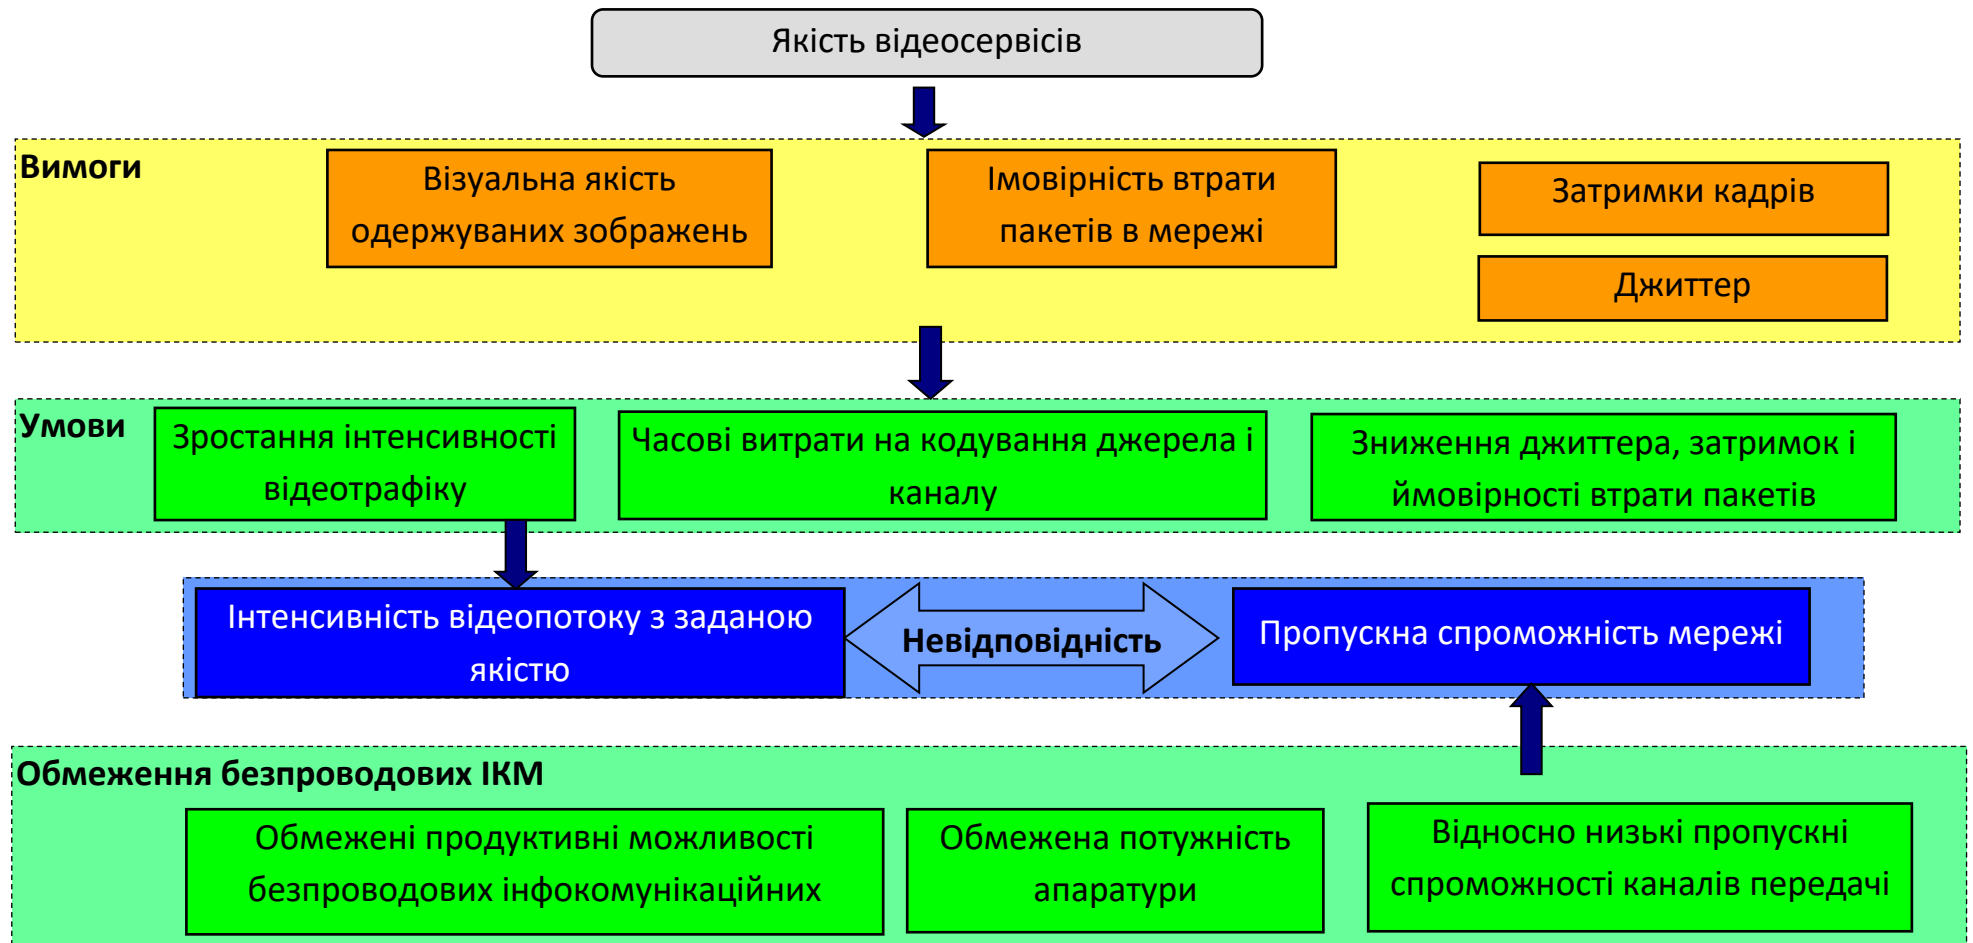 Якість відеосервісів
Вимоги
Візуальна якість
одержуваних зображень
Імовірність втрати
пакетів в мережі
Затримки кадрів
Джиттер
Умови
Зростання інтенсивності
відеотрафіку
Часові витрати на кодування джерела і
каналу
Зниження джиттера, затримок і
ймовірності втрати пакетів
Інтенсивність відеопотоку з заданою
якістю
Невідповідність
Пропускна спроможність мережі
Обмеження безпроводових ІКМ
Обмежені продуктивні можливості
безпроводових інфокомунікаційних
Обмежена потужність
апаратури
Відносно низькі пропускні
спроможності каналів передачі